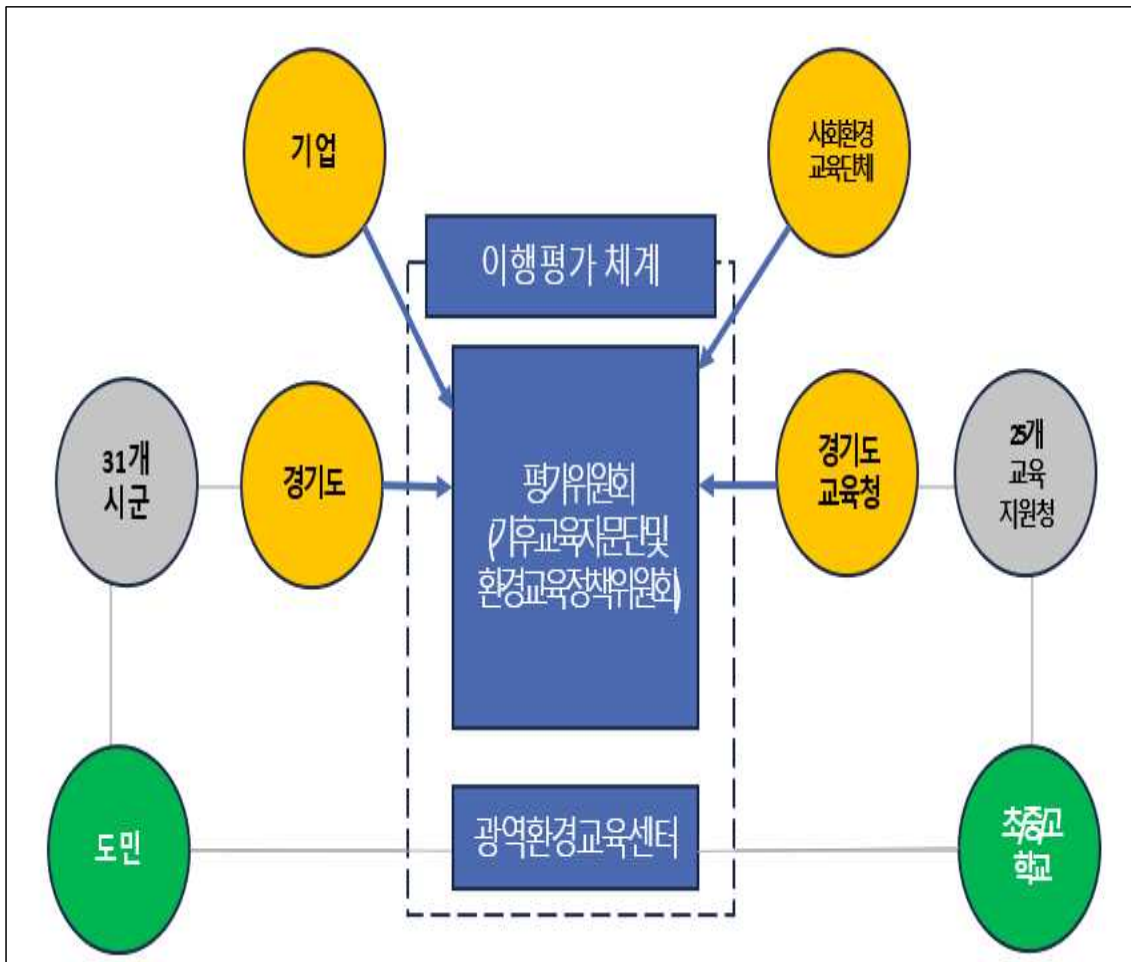 기업
사회환경
교육단체
이행평가 체계
31개
시군
경기도
평가위원회
(기후교육자문단및
환경교육정책위원회)
경기도
교육청
25개
교육
지원청
도민
광역환경교육센터
초/중/고
학교